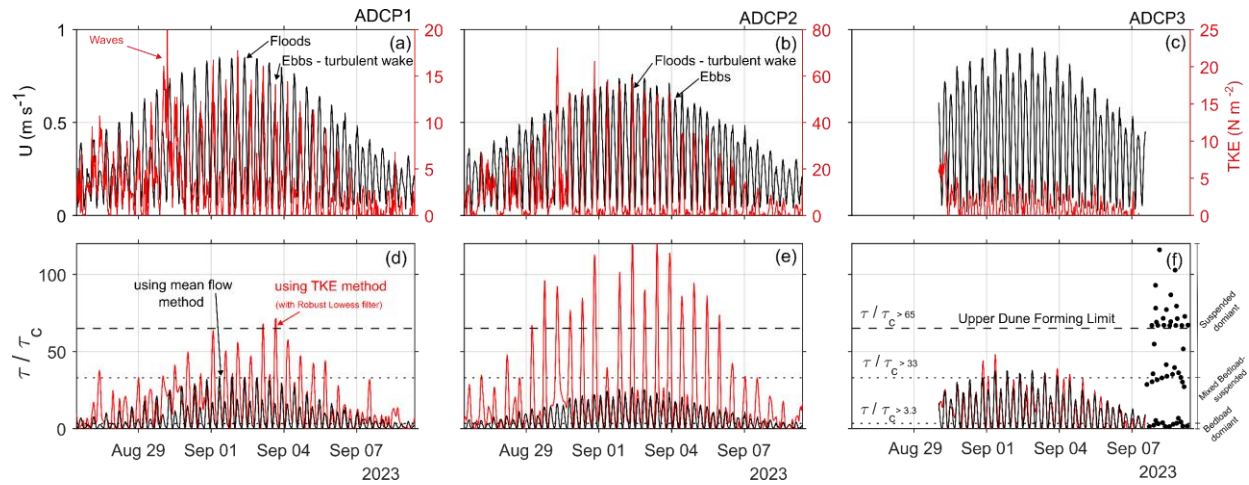 ADCP1
ADCP2
ADCP3
1
0.5
0
U (m s⁻¹)
Waves
Floods
Ebbs - turbulent wake
(a)
20
15
10
5
0
(b)
Floods - turbulent wake
Ebbs
80
60
40
20
0
(c)
25
20
15
10
5
0
TKE (N m⁻²)
100
50
0
τ / τc
(d)
using mean flow
method
using TKE method
(with Robust Lowess filter)
(e)
(f)
τ / τc > 65
Upper Dune Forming Limit
τ / τc > 33
τ / τc > 3.3
Suspended
domiant
Mixed Bedload-
suspended
Bedload
domiant
Aug 29 Sep 01 Sep 04 Sep 07
2023
Aug 29 Sep 01 Sep 04 Sep 07
2023
Aug 29 Sep 01 Sep 04 Sep 07
2023